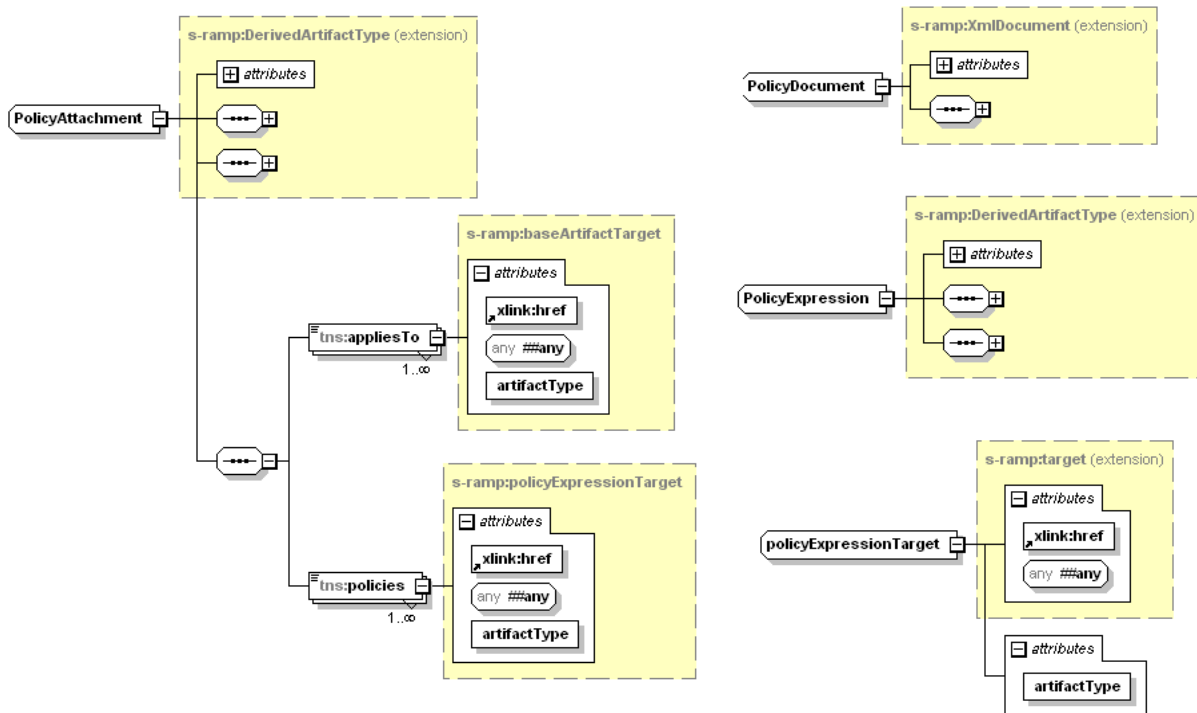 s-ramp:DerivedArtifactType (extension)
attributes
PolicyAttachment
s-ramp:baseArtifactTarget
attributes
xlink:href
any ##any
artifactType
tns:appliesTo
1..∞
s-ramp:policyExpressionTarget
attributes
xlink:href
any ##any
artifactType
tns:policies
1..∞
s-ramp:XmlDocument (extension)
attributes
PolicyDocument
s-ramp:DerivedArtifactType (extension)
attributes
PolicyExpression
s-ramp:target (extension)
attributes
xlink:href
any ##any
policyExpressionTarget
attributes
artifactType